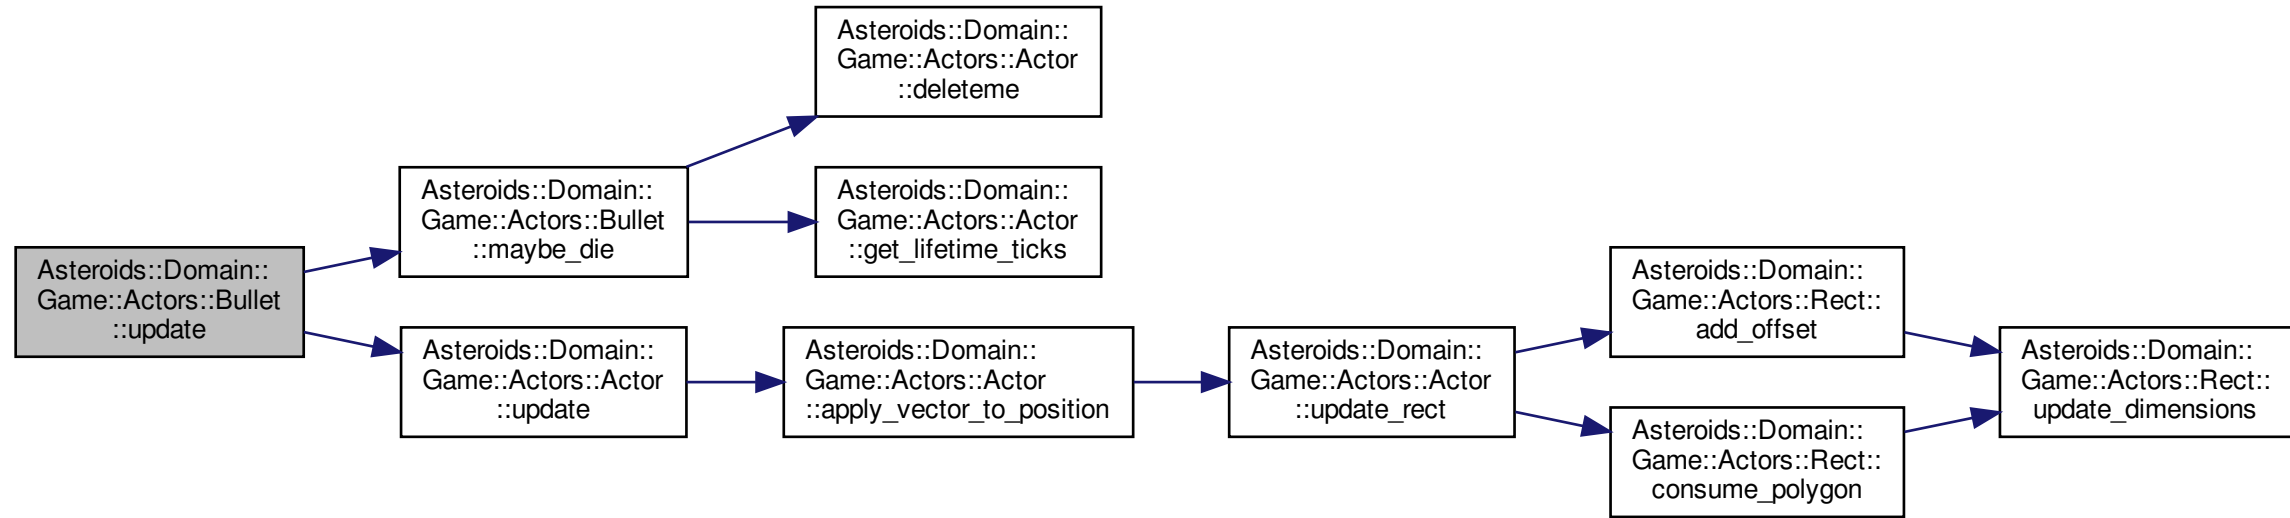 Asteroids::Domain::
Game::Actors::Actor
::deleteme
Asteroids::Domain::
Game::Actors::Bullet
::maybe_die
Asteroids::Domain::
Game::Actors::Actor
::get_lifetime_ticks
Asteroids::Domain::
Game::Actors::Bullet
::update
Asteroids::Domain::
Game::Actors::Actor
::update
Asteroids::Domain::
Game::Actors::Actor
::apply_vector_to_position
Asteroids::Domain::
Game::Actors::Actor
::update_rect
Asteroids::Domain::
Game::Actors::Rect::
add_offset
Asteroids::Domain::
Game::Actors::Rect::
consume_polygon
Asteroids::Domain::
Game::Actors::Rect::
update_dimensions